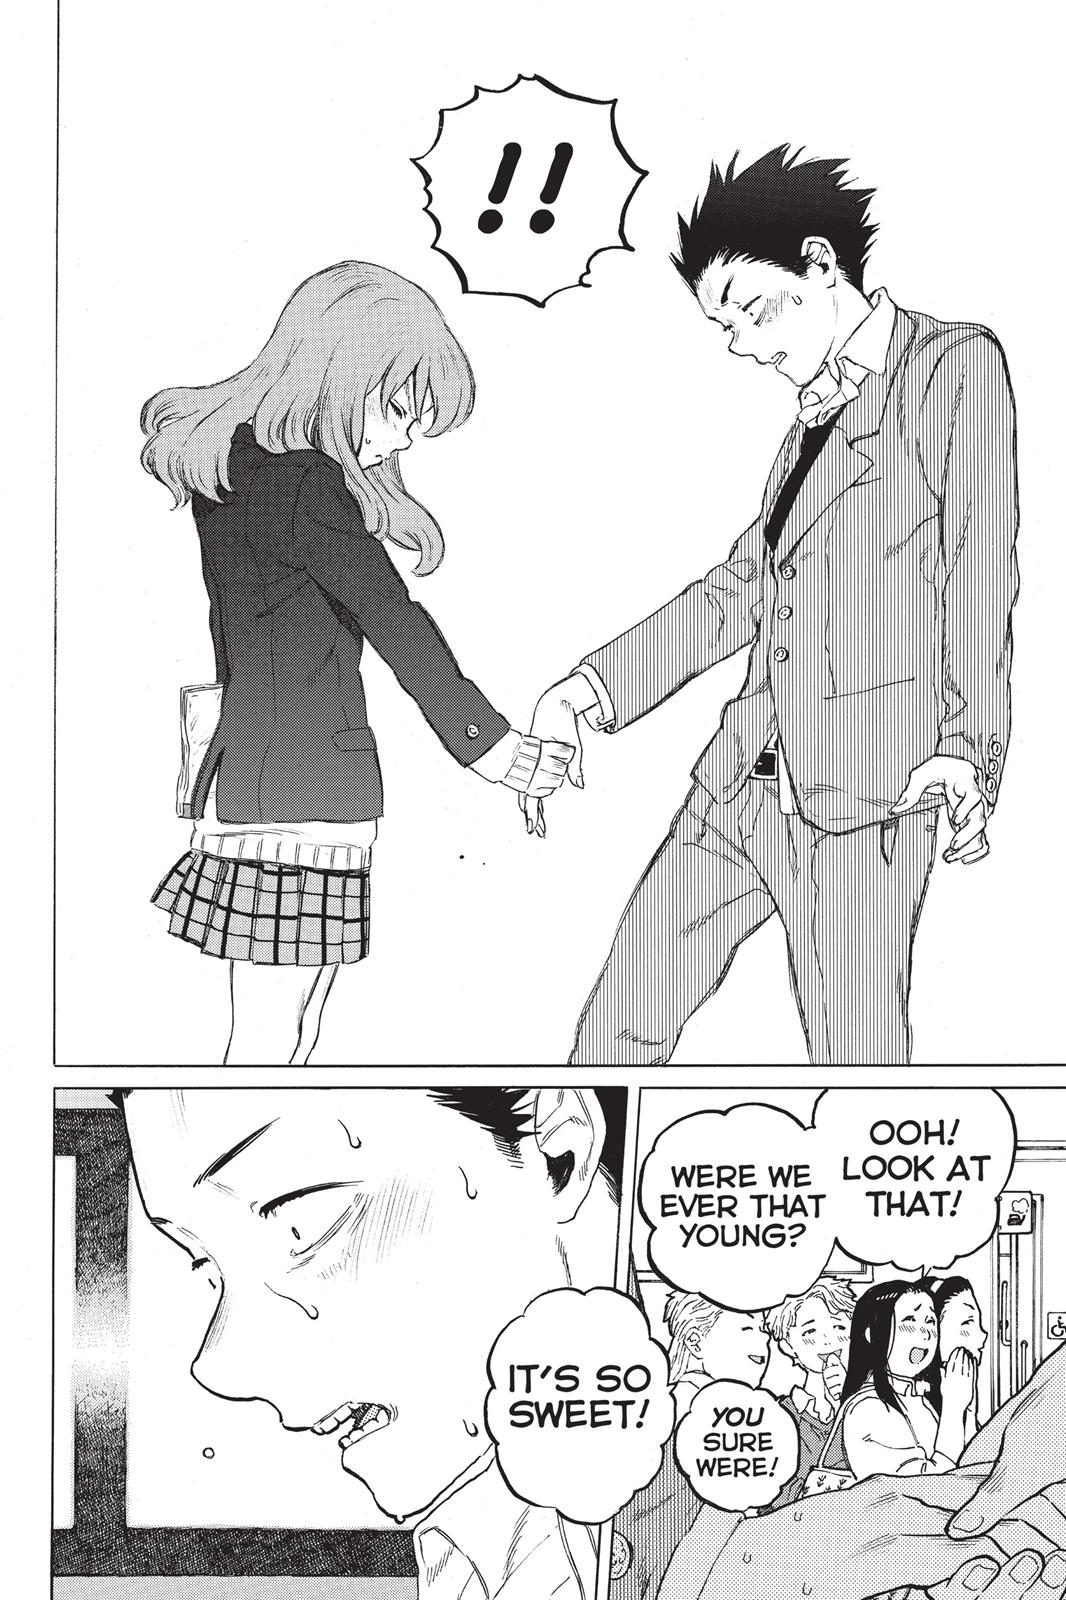 !!
OOH!
LOOK AT
THAT!
WERE WE
EVER THAT
YOUNG?
YOU
SURE
WERE!
IT'S SO
SWEET!